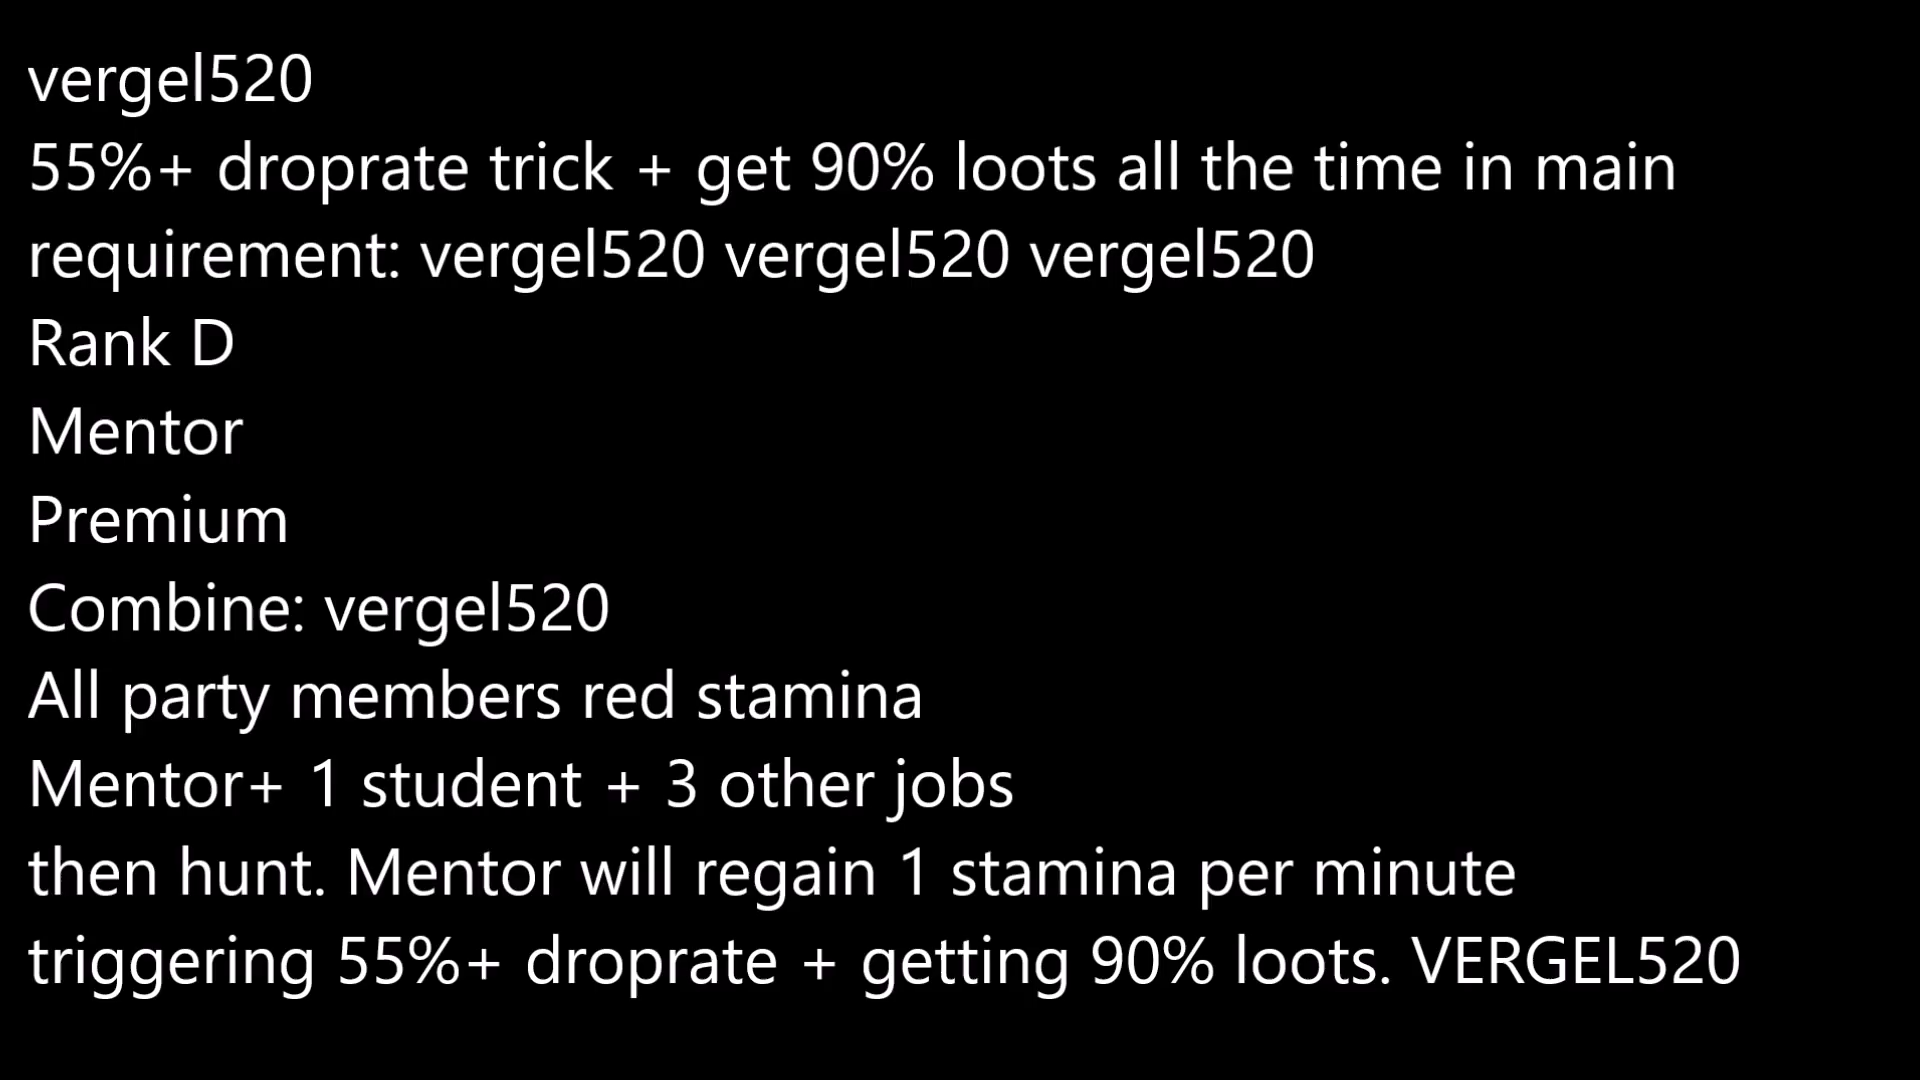 vergel520
55%+ droprate trick + get 90% loots all the time in main
requirement: vergel520 vergel520 vergel520
Rank D
Mentor
Premium
Combine: vergel520
All party members red stamina
Mentor+ 1 student + 3 other jobs
then hunt. Mentor will regain 1 stamina per minute
triggering 55%+ droprate + getting 90% loots. VERGEL520